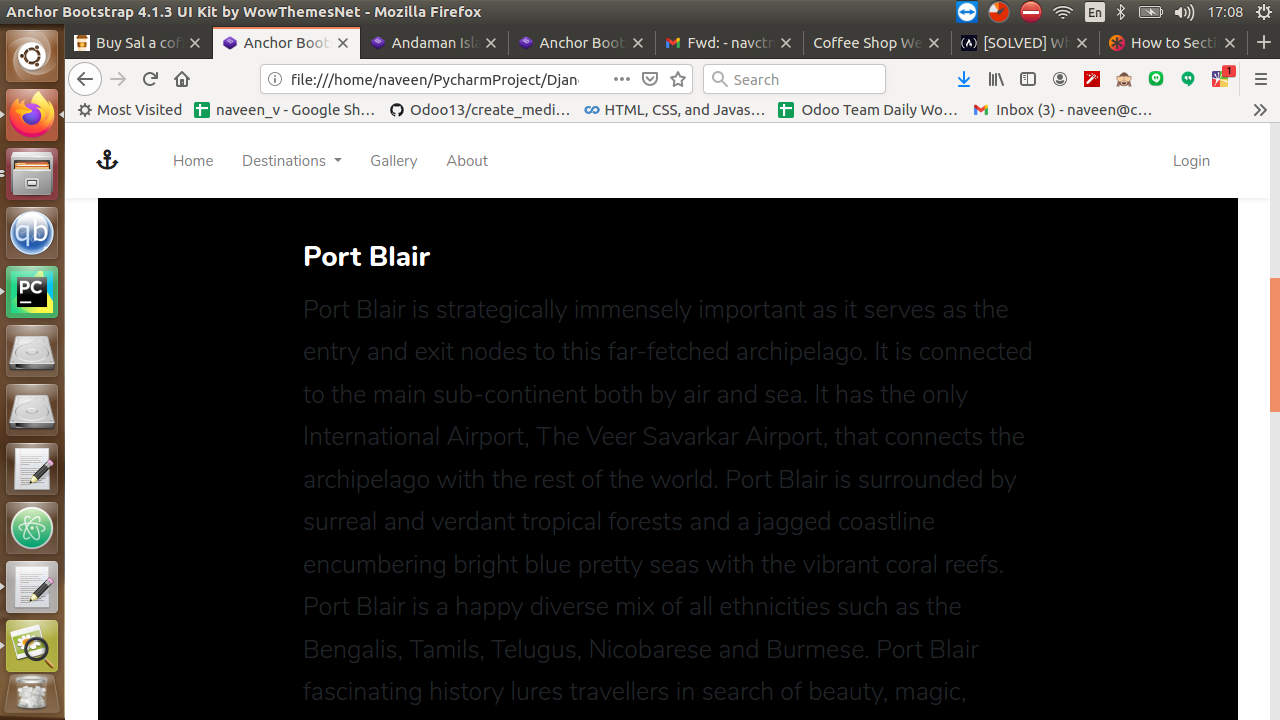 Anchor Bootstrap 4.1.3 UI Kit by WowThemesNet - Mozilla Firefox
En
17:08
Buy Sal a cof
Anchor Boots
Andaman Isla
Anchor Boot
Fwd: - navctn
Coffee Shop We
[SOLVED] Wh
How to Secti
file:///home/naveen/PycharmProject/Djan
Search
1
Most Visited
naveen_v - Google Sh…
Odoo13/create_medi…
HTML, CSS, and Javas…
Odoo Team Daily Wo…
Inbox (3) - naveen@c…
Home
Destinations
Gallery
About
Login
Port Blair
Port Blair is strategically immensely important as it serves as the
entry and exit nodes to this far-fetched archipelago. It is connected
to the main sub-continent both by air and sea. It has the only
International Airport, The Veer Savarkar Airport, that connects the
archipelago with the rest of the world. Port Blair is surrounded by
surreal and verdant tropical forests and a jagged coastline
encumbering bright blue pretty seas with the vibrant coral reefs.
Port Blair is a happy diverse mix of all ethnicities such as the
Bengalis, Tamils, Telugus, Nicobarese and Burmese. Port Blair
fascinating history lures travellers in search of beauty, magic,
qb
PC